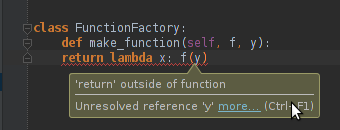 class FunctionFactory:
def make_function(self, f, y):
return lambda x: f(y)
'return' outside of function
Unresolved reference 'y' more... (Ctrl+F1)